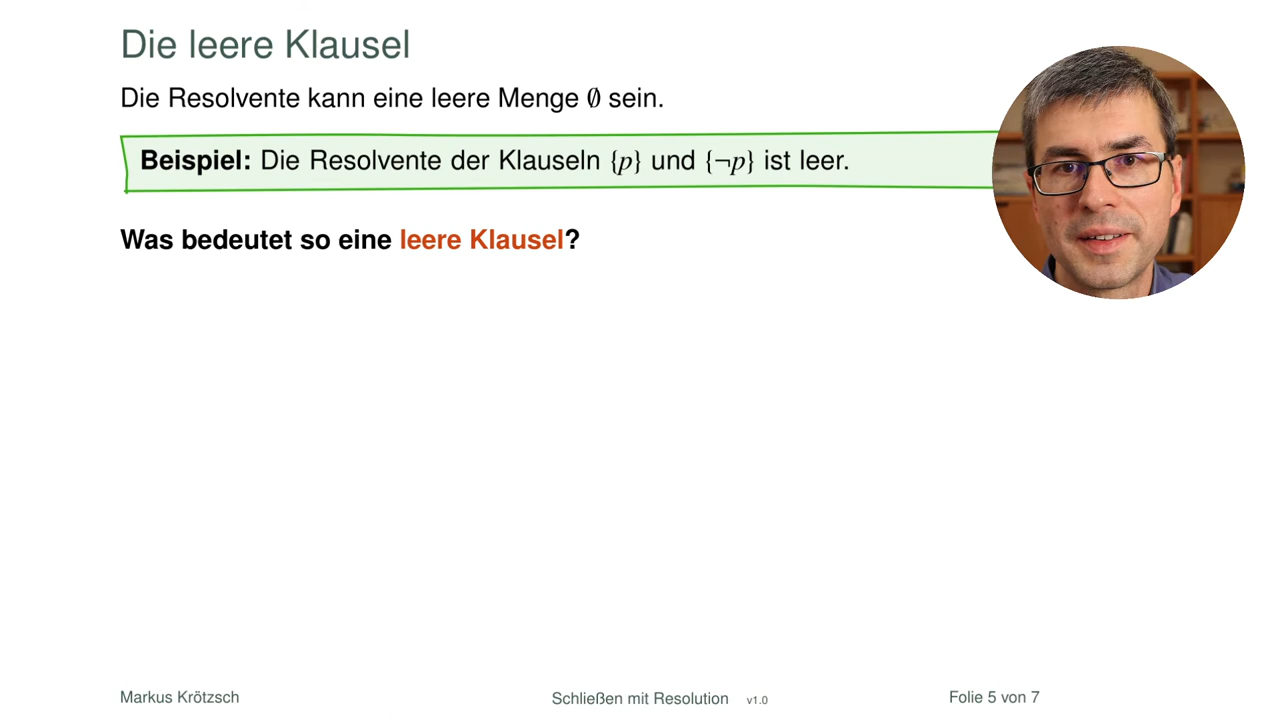 Die leere Klausel
Die Resolvente kann eine leere Menge ∅ sein.
Beispiel: Die Resolvente der Klauseln {p} und {¬p} ist leer.
Was bedeutet so eine leere Klausel?
Markus Krötzsch Schließen mit Resolution v1.0 Folie 5 von 7